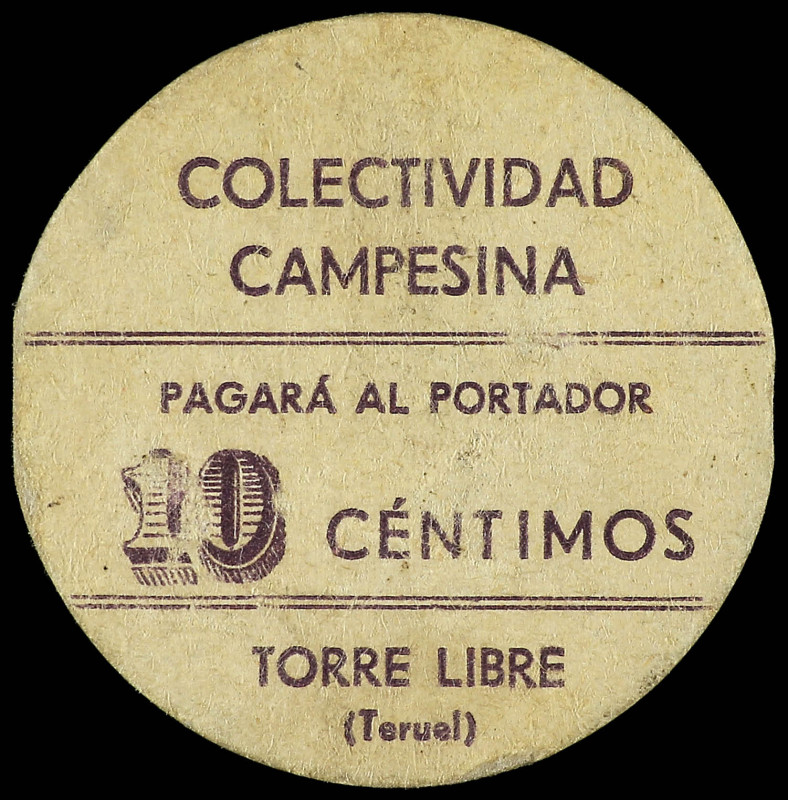 COLECTIVIDAD
CAMPESINA
PAGARÁ AL PORTADOR
10 CÉNTIMOS
TORRE LIBRE
(Teruel)